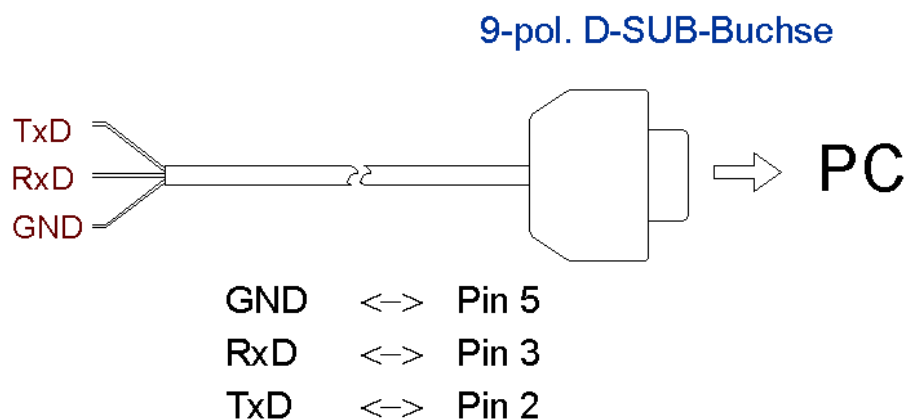 9-pol. D-SUB-Buchse
TxD
RxD
GND
PC
GND <-> Pin 5
RxD <-> Pin 3
TxD <-> Pin 2